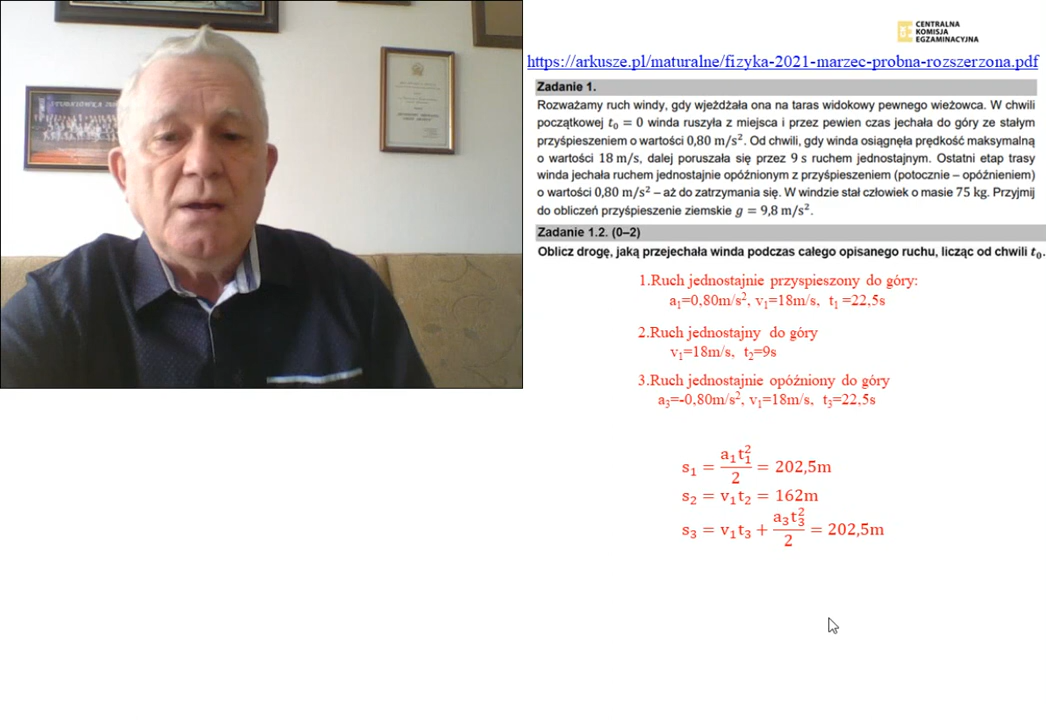 STUDNIÓWKA
CENTRALNA
KOMISJA
EGZAMINACYJNA
https://arkusze.pl/maturalne/fizyka-2021-marzec-probna-rozszerzona.pdf
Zadanie 1.
Rozważamy ruch windy, gdy wjeżdżała ona na taras widokowy pewnego wieżowca. W chwili
początkowej t₀ = 0 winda ruszyła z miejsca i przez pewien czas jechała do góry ze stałym
przyśpieszeniem o wartości 0,80 m/s². Od chwili, gdy winda osiągnęła prędkość maksymalną
o wartości 18 m/s, dalej poruszała się przez 9 s ruchem jednostajnym. Ostatni etap trasy
winda jechała ruchem jednostajnie opóźnionym z przyśpieszeniem (potocznie – opóźnieniem)
o wartości 0,80 m/s² – aż do zatrzymania się. W windzie stał człowiek o masie 75 kg. Przyjmij
do obliczeń przyśpieszenie ziemskie g = 9,8 m/s².
Zadanie 1.2. (0–2)
Oblicz drogę, jaką przejechała winda podczas całego opisanego ruchu, licząc od chwili t₀.
1.Ruch jednostajnie przyspieszony do góry:
a₁=0,80m/s², v₁=18m/s, t₁ =22,5s
2.Ruch jednostajny do góry
v₁=18m/s, t₂=9s
3.Ruch jednostajnie opóźniony do góry
a₃=-0,80m/s², v₁=18m/s, t₃=22,5s
s₁ = a₁t₁²/2 = 202,5m
s₂ = v₁t₂ = 162m
s₃ = v₁t₃ + a₃t₃²/2 = 202,5m